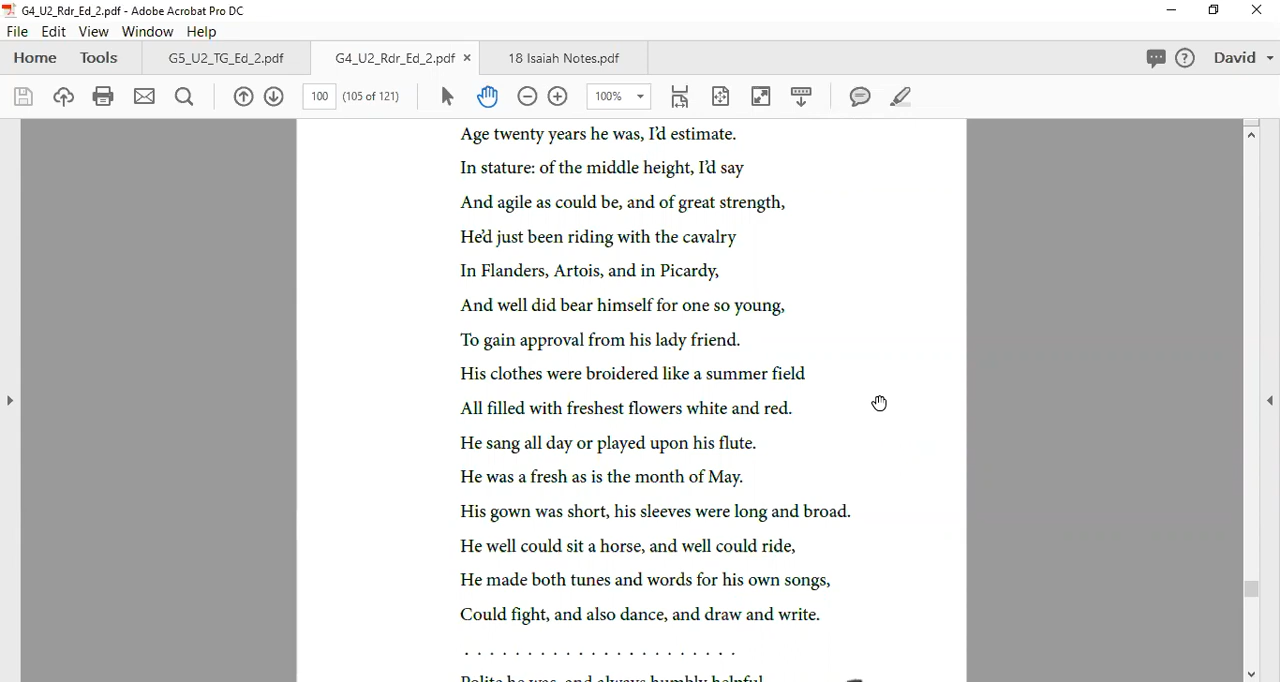 G4_U2_Rdr_Ed_2.pdf - Adobe Acrobat Pro DC
File Edit View Window Help
Home Tools G5_U2_TG_Ed_2.pdf G4_U2_Rdr_Ed_2.pdf × 18 Isaiah Notes.pdf David
100 (105 of 121) 100%
Age twenty years he was, I'd estimate.
In stature: of the middle height, I'd say
And agile as could be, and of great strength,
He'd just been riding with the cavalry
In Flanders, Artois, and in Picardy,
And well did bear himself for one so young,
To gain approval from his lady friend.
His clothes were broidered like a summer field
All filled with freshest flowers white and red.
He sang all day or played upon his flute.
He was a fresh as is the month of May.
His gown was short, his sleeves were long and broad.
He well could sit a horse, and well could ride,
He made both tunes and words for his own songs,
Could fight, and also dance, and draw and write.
. . . . . . . . . . . . . . . . . . . . . .
Polite he was, and always humbly helpful